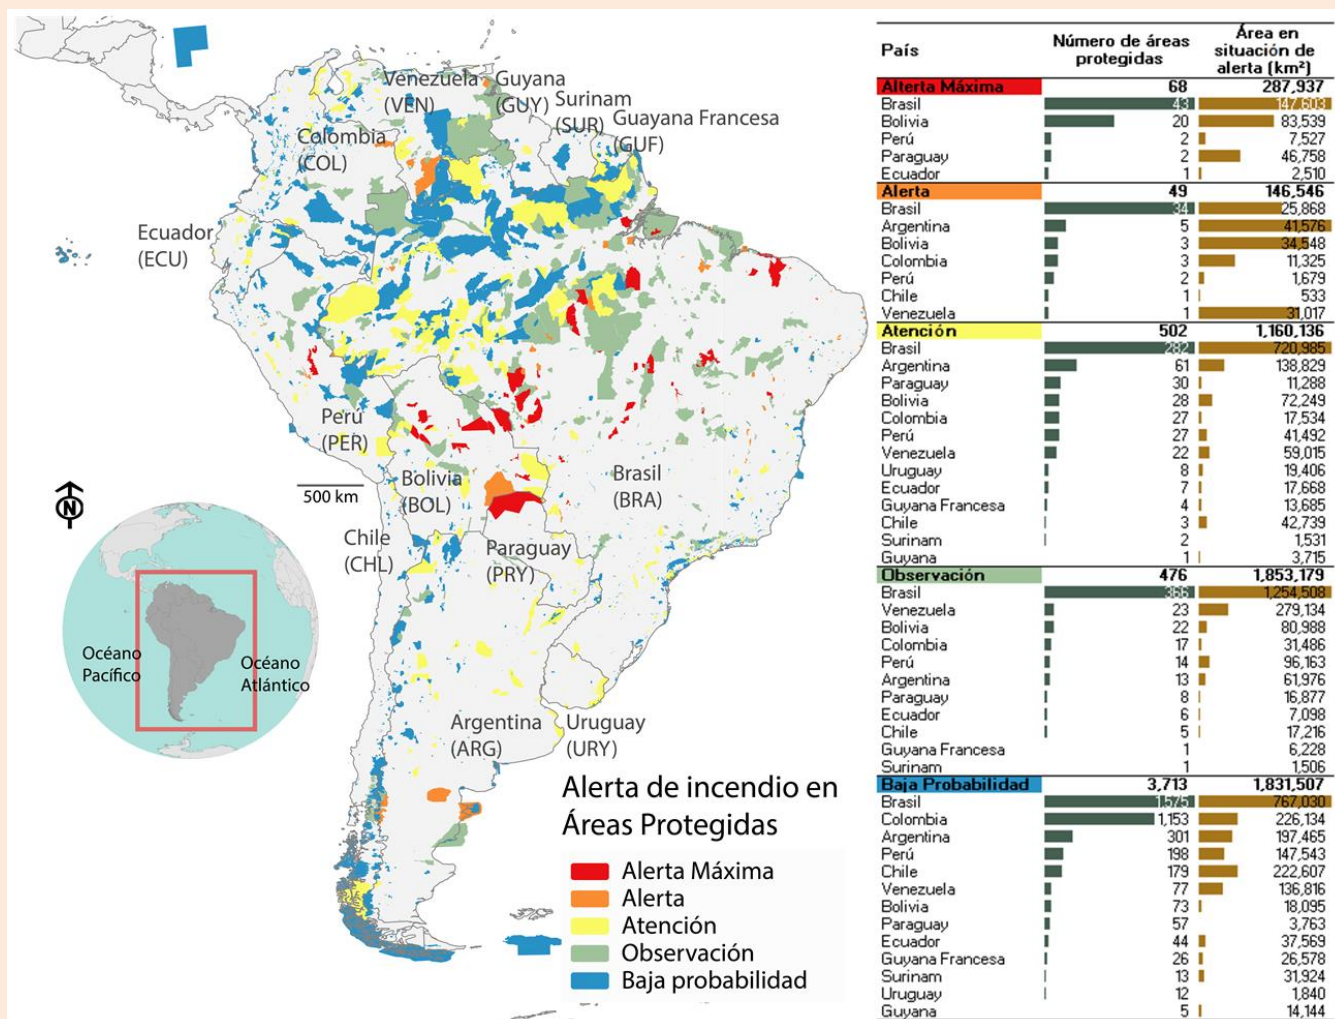 Venezuela
(VEN)
Guyana
(GUY)
Surinam
(SUR)
Guayana Francesa
(GUF)
Colombia
(COL)
Ecuador
(ECU)
Perú
(PER)
Brasil
(BRA)
Bolivia
(BOL)
500 km
N
Chile
(CHL)
Paraguay
(PRY)
Océano
Pacífico
Océano
Atlántico
Argentina
(ARG)
Uruguay
(URY)
Alerta de incendio en
Áreas Protegidas
Alerta Máxima
Alerta
Atención
Observación
Baja probabilidad
País Número de áreas protegidas Área en situación de alerta (km²)
Alterta Máxima 68 287,937
Brasil 43 147,603
Bolivia 20 83,539
Perú 2 7,527
Paraguay 2 46,758
Ecuador 1 2,510
Alerta 49 146,546
Brasil 34 25,868
Argentina 5 41,576
Bolivia 3 34,548
Colombia 3 11,325
Perú 2 1,679
Chile 1 533
Venezuela 1 31,017
Atención 502 1,160,136
Brasil 282 720,985
Argentina 61 138,829
Paraguay 30 11,288
Bolivia 28 72,249
Colombia 27 17,534
Perú 27 41,492
Venezuela 22 59,015
Uruguay 8 19,406
Ecuador 7 17,668
Guyana Francesa 4 13,685
Chile 3 42,739
Surinam 2 1,531
Guyana 1 3,715
Observación 476 1,853,179
Brasil 366 1,254,508
Venezuela 23 279,134
Bolivia 22 80,988
Colombia 17 31,486
Perú 14 96,163
Argentina 13 61,976
Paraguay 8 16,877
Ecuador 6 7,098
Chile 5 17,216
Guyana Francesa 1 6,228
Surinam 1 1,506
Baja Probabilidad 3,713 1,831,507
Brasil 1,575 767,030
Colombia 1,153 226,134
Argentina 301 197,465
Perú 198 147,543
Chile 179 222,607
Venezuela 77 136,816
Bolivia 73 18,095
Paraguay 57 3,763
Ecuador 44 37,569
Guyana Francesa 26 26,578
Surinam 13 31,924
Uruguay 12 1,840
Guyana 5 14,144